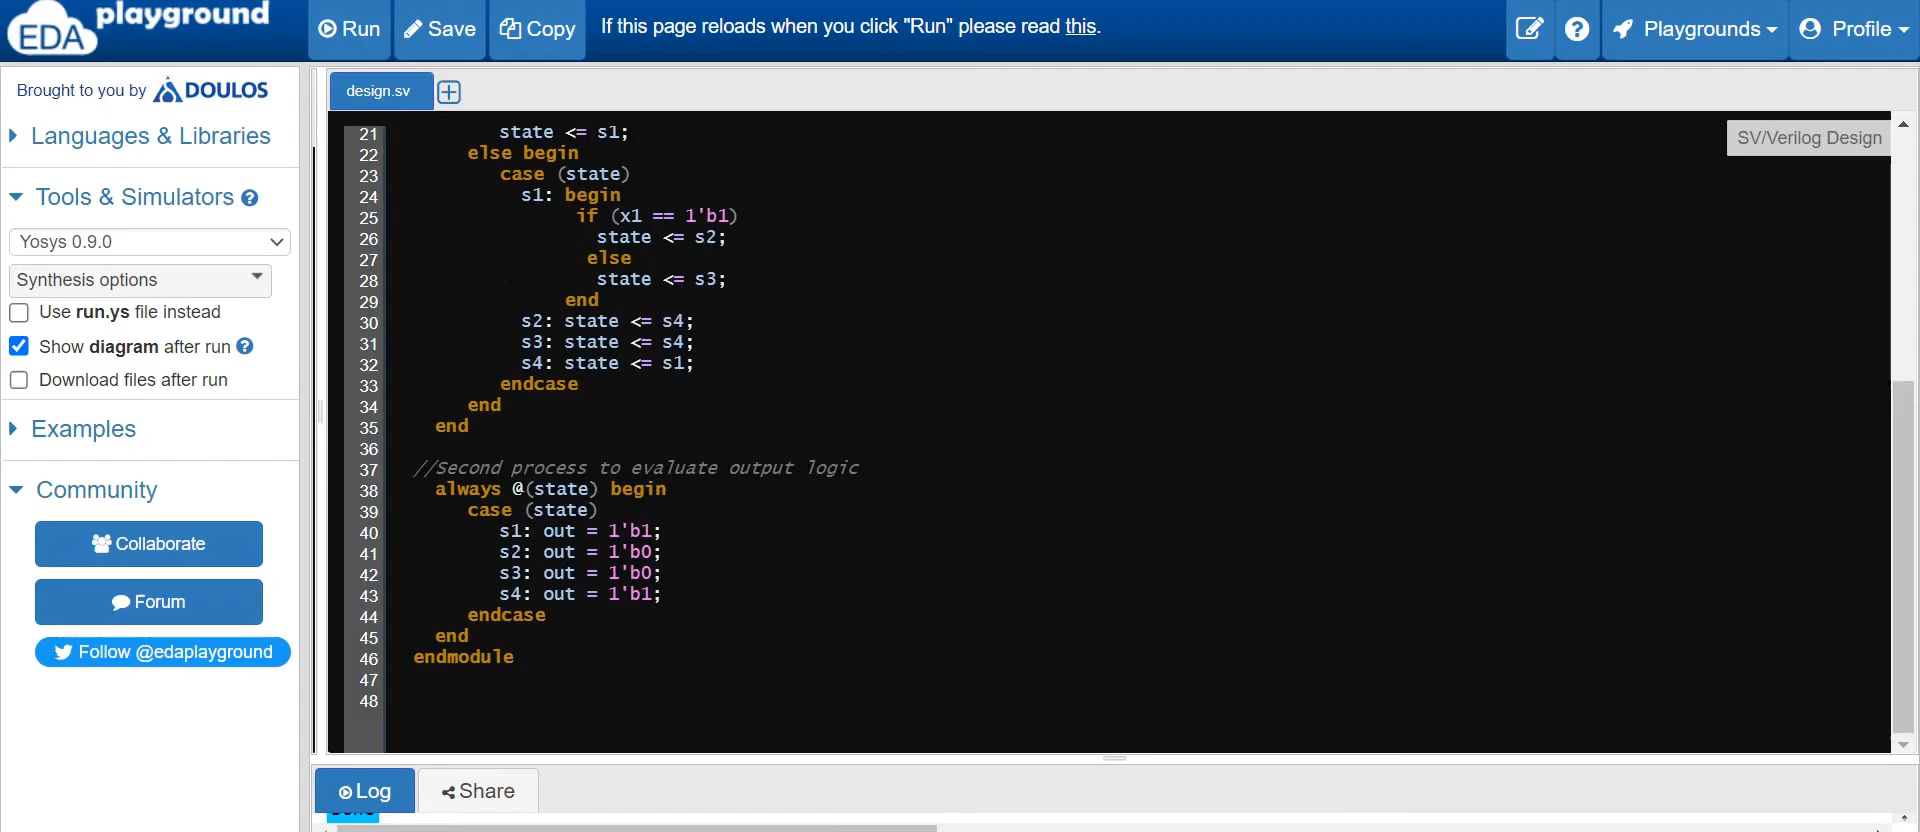 EDA playground
Run
Save
Copy
If this page reloads when you click "Run" please read this.
Playgrounds
Profile
Brought to you by DOULOS
Languages & Libraries
Tools & Simulators
Yosys 0.9.0
Synthesis options
Use run.ys file instead
Show diagram after run
Download files after run
Examples
Community
Collaborate
Forum
Follow @edaplayground
design.sv
SV/Verilog Design
21 state <= s1;
22 else begin
23 case (state)
24 s1: begin
25 if (x1 == 1'b1)
26 state <= s2;
27 else
28 state <= s3;
29 end
30 s2: state <= s4;
31 s3: state <= s4;
32 s4: state <= s1;
33 endcase
34 end
35 end
36
37 //Second process to evaluate output logic
38 always @(state) begin
39 case (state)
40 s1: out = 1'b1;
41 s2: out = 1'b0;
42 s3: out = 1'b0;
43 s4: out = 1'b1;
44 endcase
45 end
46 endmodule
47
48
Log
Share